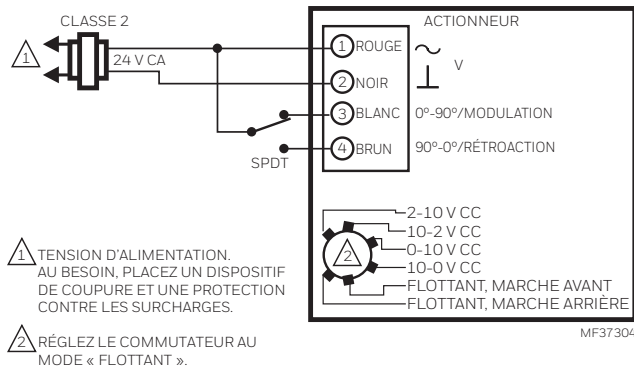 CLASSE 2
ACTIONNEUR
1
24 V CA
1 ROUGE
V
2 NOIR
3 BLANC 0º-90º/MODULATION
4 BRUN 90º-0º/RÉTROACTION
SPDT
2
2-10 V CC
10-2 V CC
0-10 V CC
10-0 V CC
FLOTTANT, MARCHE AVANT
FLOTTANT, MARCHE ARRIÈRE
1 TENSION D'ALIMENTATION.
AU BESOIN, PLACEZ UN DISPOSITIF
DE COUPURE ET UNE PROTECTION
CONTRE LES SURCHARGES.
2 RÉGLEZ LE COMMUTATEUR AU
MODE « FLOTTANT ».
MF37304